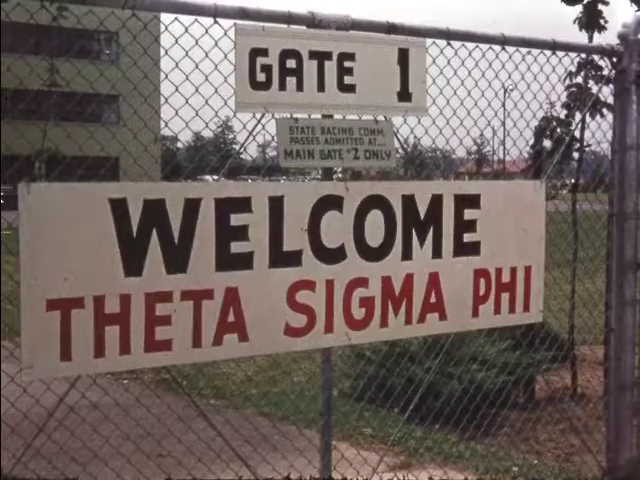 GATE 1
STATE RACING COMM.
PASSES ADMITTED AT
MAIN GATE #2 ONLY
WELCOME
THETA SIGMA PHI